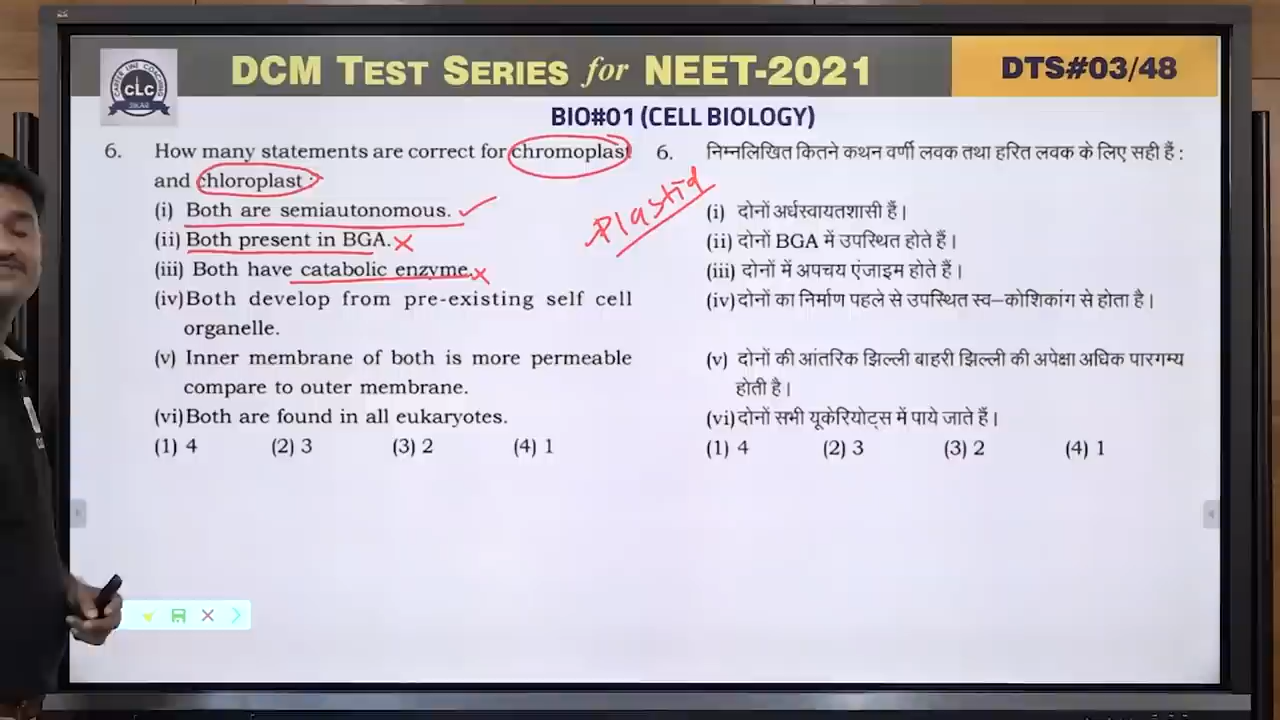 DCM TEST SERIES for NEET-2021
DTS#03/48
CAREER LINE COACHING
CLC
SIKAR
BIO#01 (CELL BIOLOGY)
6. How many statements are correct for chromoplast
and chloroplast :
(i) Both are semiautonomous.
(ii) Both present in BGA.
(iii) Both have catabolic enzyme.
(iv)Both develop from pre-existing self cell
organelle.
(v) Inner membrane of both is more permeable
compare to outer membrane.
(vi)Both are found in all eukaryotes.
(1) 4 (2) 3 (3) 2 (4) 1
Plastid
6. निम्नलिखित कितने कथन वर्णी लवक तथा हरित लवक के लिए सही हैं :
(i) दोनों अर्धस्वायतशासी हैं।
(ii) दोनों BGA में उपस्थित होते हैं।
(iii) दोनों में अपचय एंजाइम होते हैं।
(iv)दोनों का निर्माण पहले से उपस्थित स्व–कोशिकांग से होता है।
(v) दोनों की आंतरिक झिल्ली बाहरी झिल्ली की अपेक्षा अधिक पारगम्य
होती है।
(vi)दोनों सभी यूकेरियोट्स में पाये जाते हैं।
(1) 4 (2) 3 (3) 2 (4) 1